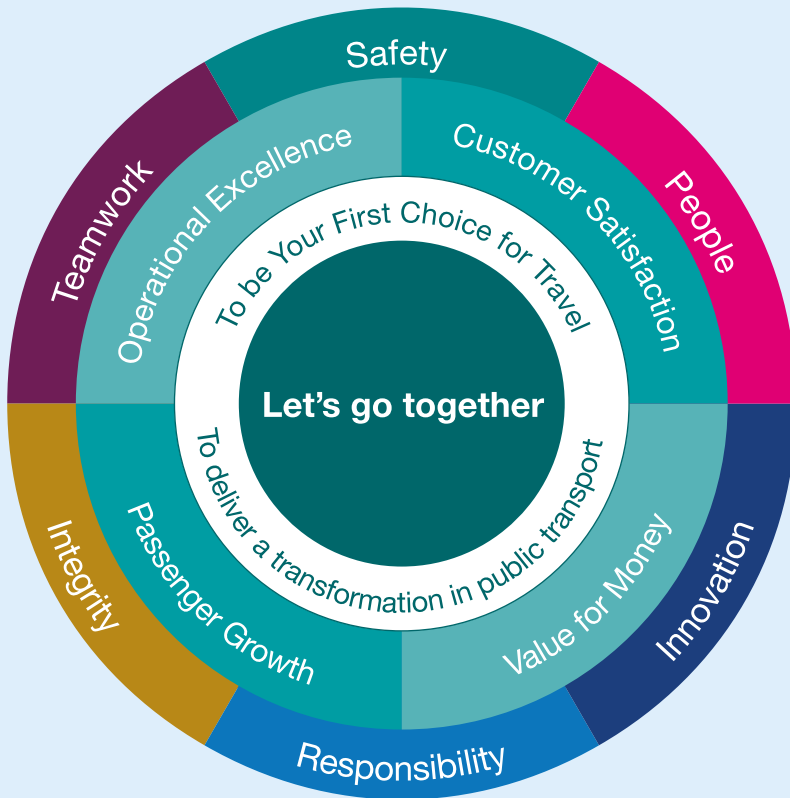 Safety
People
Innovation
Responsibility
Integrity
Teamwork
Operational Excellence
Customer Satisfaction
Value for Money
Passenger Growth
To be Your First Choice for Travel
To deliver a transformation in public transport
Let’s go together